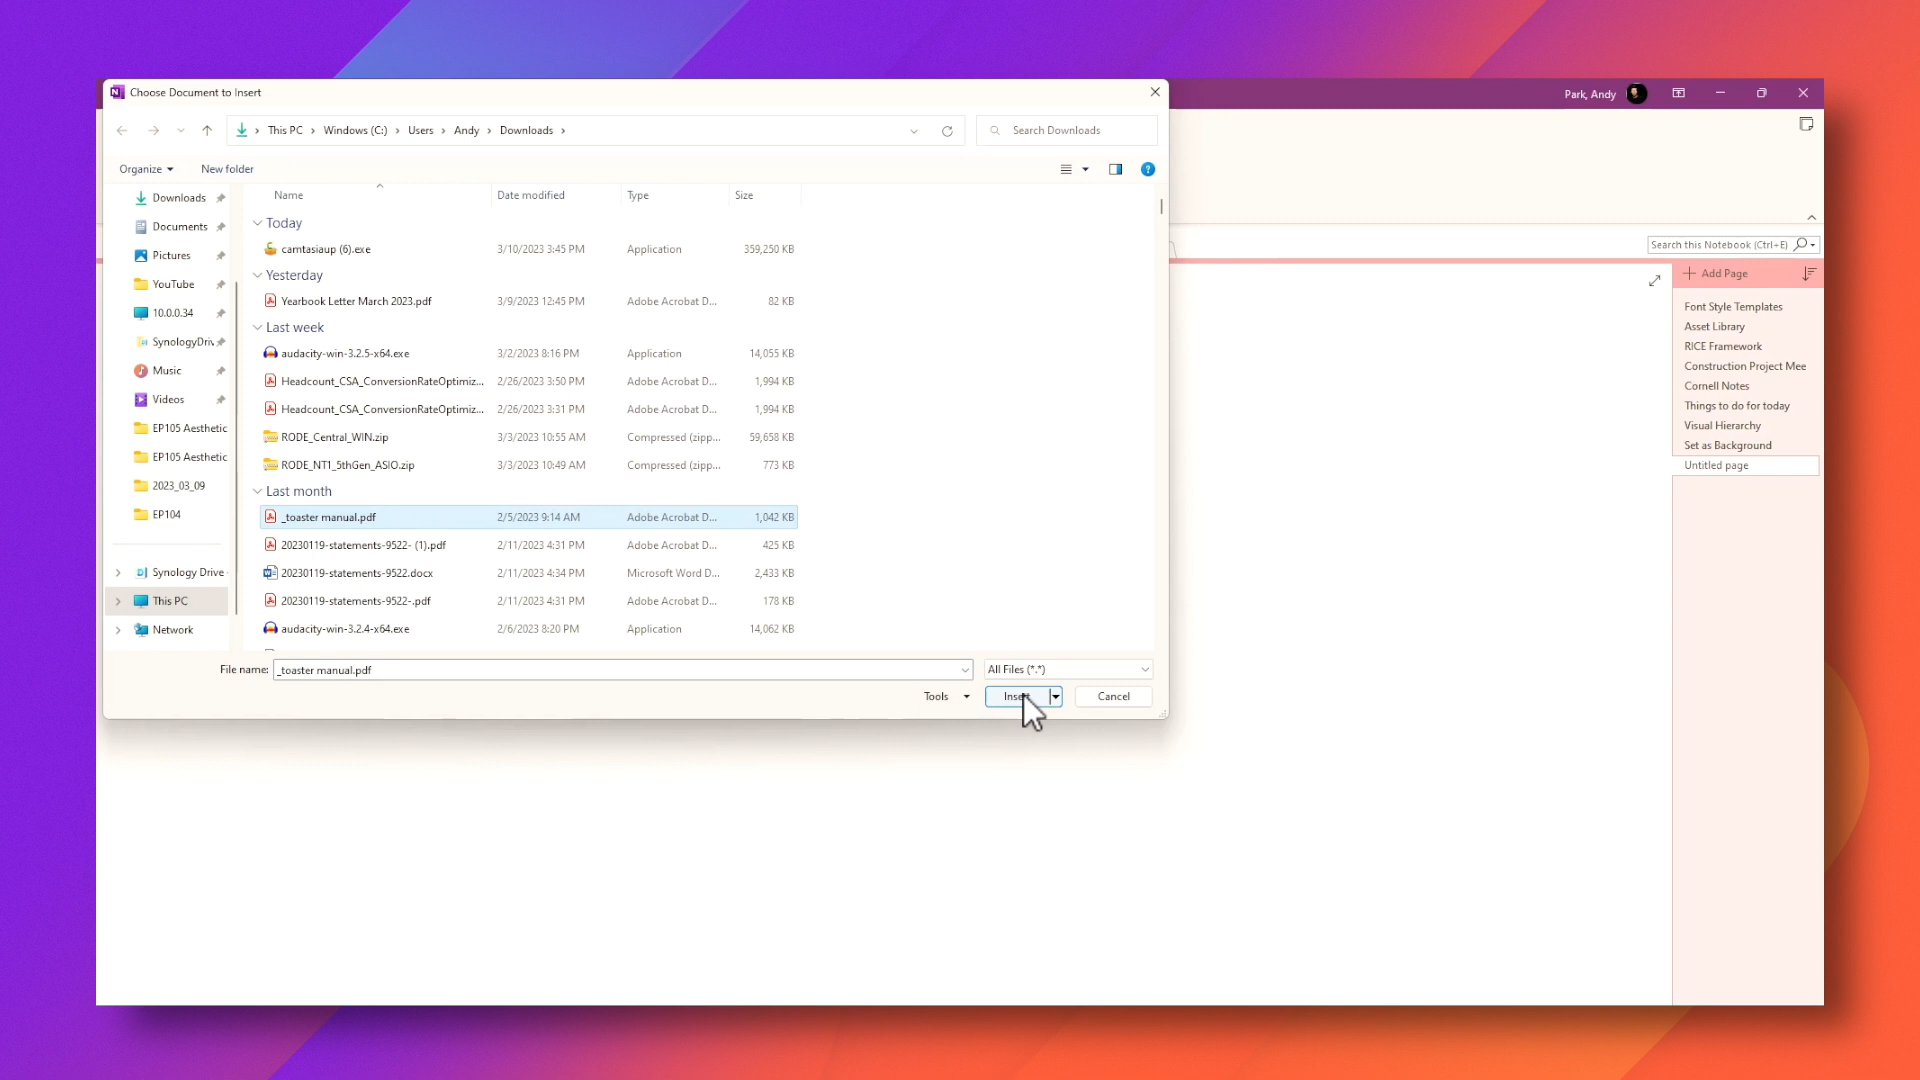 Choose Document to Insert
Park, Andy
This PC > Windows (C:) > Users > Andy > Downloads >
Search Downloads
Organize
New folder
Downloads
Documents
Pictures
YouTube
10.0.0.34
SynologyDriv
Music
Videos
EP105 Aesthetic
EP105 Aesthetic
2023_03_09
EP104
Synology Drive -
This PC
Network
Name Date modified Type Size
Today
camtasiaup (6).exe 3/10/2023 3:45 PM Application 359,250 KB
Yesterday
Yearbook Letter March 2023.pdf 3/9/2023 12:45 PM Adobe Acrobat D... 82 KB
Last week
audacity-win-3.2.5-x64.exe 3/2/2023 8:16 PM Application 14,055 KB
Headcount_CSA_ConversionRateOptimiz... 2/26/2023 3:50 PM Adobe Acrobat D... 1,994 KB
Headcount_CSA_ConversionRateOptimiz... 2/26/2023 3:31 PM Adobe Acrobat D... 1,994 KB
RODE_Central_WIN.zip 3/3/2023 10:55 AM Compressed (zipp... 59,658 KB
RODE_NT1_5thGen_ASIO.zip 3/3/2023 10:49 AM Compressed (zipp... 773 KB
Last month
_toaster manual.pdf 2/5/2023 9:14 AM Adobe Acrobat D... 1,042 KB
20230119-statements-9522- (1).pdf 2/11/2023 4:31 PM Adobe Acrobat D... 425 KB
20230119-statements-9522.docx 2/11/2023 4:34 PM Microsoft Word D... 2,433 KB
20230119-statements-9522-.pdf 2/11/2023 4:31 PM Adobe Acrobat D... 178 KB
audacity-win-3.2.4-x64.exe 2/6/2023 8:20 PM Application 14,062 KB
File name: _toaster manual.pdf
All Files (*.*)
Tools
Insert
Cancel
Search this Notebook (Ctrl+E)
Add Page
Font Style Templates
Asset Library
RICE Framework
Construction Project Mee
Cornell Notes
Things to do for today
Visual Hierarchy
Set as Background
Untitled page